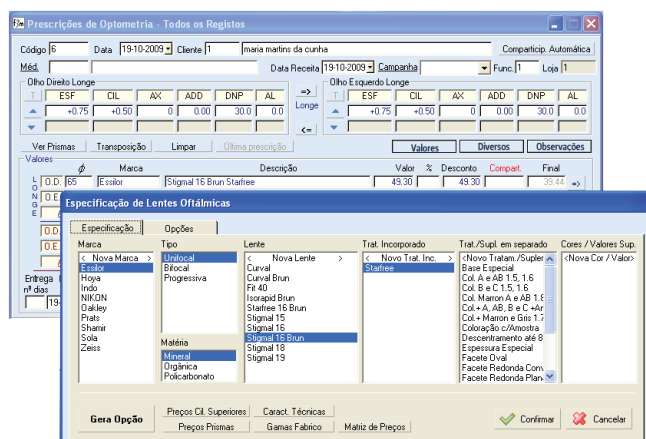 Prescrições de Optometria - Todos os Registos
Código 6 Data 19-10-2009 Cliente 1 maria martins da cunha Comparticip. Automática
Méd. Data Receita 19-10-2009 Campanha Func. 1 Loja 1
Olho Direito Longe Olho Esquerdo Longe
T ESF CIL AX ADD DNP AL => T ESF CIL AX ADD DNP AL
+0.75 +0.50 0 0.00 30.0 0.0 Longe +0.75 +0.50 0 0.00 30.0 0.0
<=
Ver Prismas Transposição Limpar Última prescrição Valores Diversos Observações
Valores
ϕ Marca Descrição Valor % Desconto Compart. Final
LONGE O.D. 65 Essilor Stigmal 16 Brun Starfree 49.30 49.30 39.44 =>
O.E.
O.D.
O.E.
Entrega
nº dias
19-
Especificação de Lentes Oftálmicas
Especificação Opções
Marca Tipo Lente Trat. Incorporado Trat./Supl. em separado Cores / Valores Sup.
< Nova Marca > Unifocal < Nova Lente > < Novo Trat. Inc. > <Novo Tratam./Supler <Nova Cor / Valor>
Essilor Bifocal Curval Starfree Base Especial
Hoya Progressiva Curval Brun Col. A e AB 1.5, 1.6
Indo Fit 40 Col. B e C 1.5, 1.6
NIKON Isorapid Brun Col. Marron A e AB 1.6
Oakley Starfree 16 Brun Col.+ A, AB, B e C +Ar
Prats Stigmal 15 Col.+ Marron e Gris 1.7
Shamir Matéria Stigmal 16 Coloração c/Amostra
Sola Mineral Stigmal 16 Brun Descentramento até 8
Zeiss Orgânica Stigmal 18 Espessura Especial
Policarbonato Stigmal 19 Facete Oval
Facete Redonda Conv
Facete Redonda Plan
Gera Opção Preços Cil. Superiores Caract. Técnicas Confirmar Cancelar
Preços Prismas Gamas Fabrico Matriz de Preços